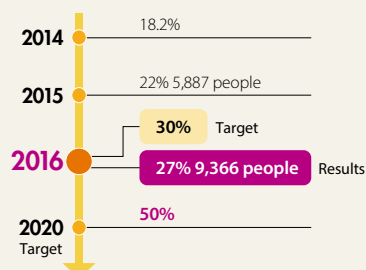 2014 18.2%
2015 22% 5,887 people
30% Target
2016 27% 9,366 people Results
2020 50%
Target